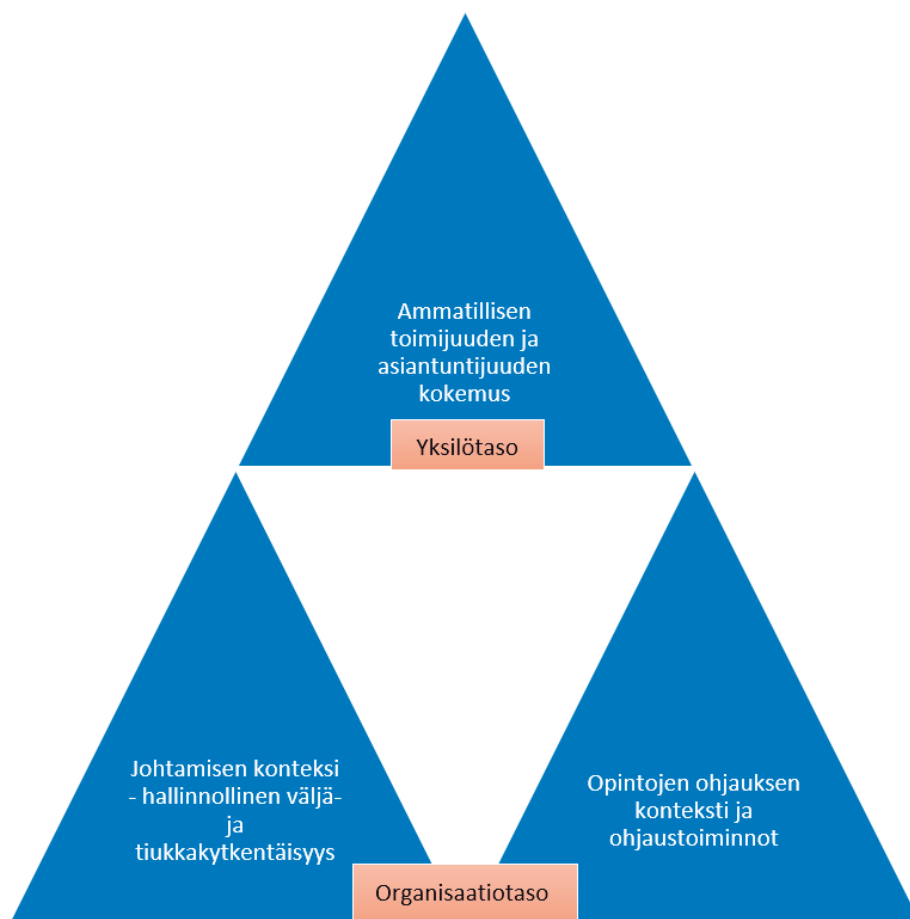 Ammatillisen
toimijuuden ja
asiantuntijuuden
kokemus
Yksilötaso
Johtamisen konteksi
- hallinnollinen väljä-
ja
tiukkakytkentäisyys
Opintojen ohjauksen
konteksti ja
ohjaustoiminnot
Organisaatiotaso